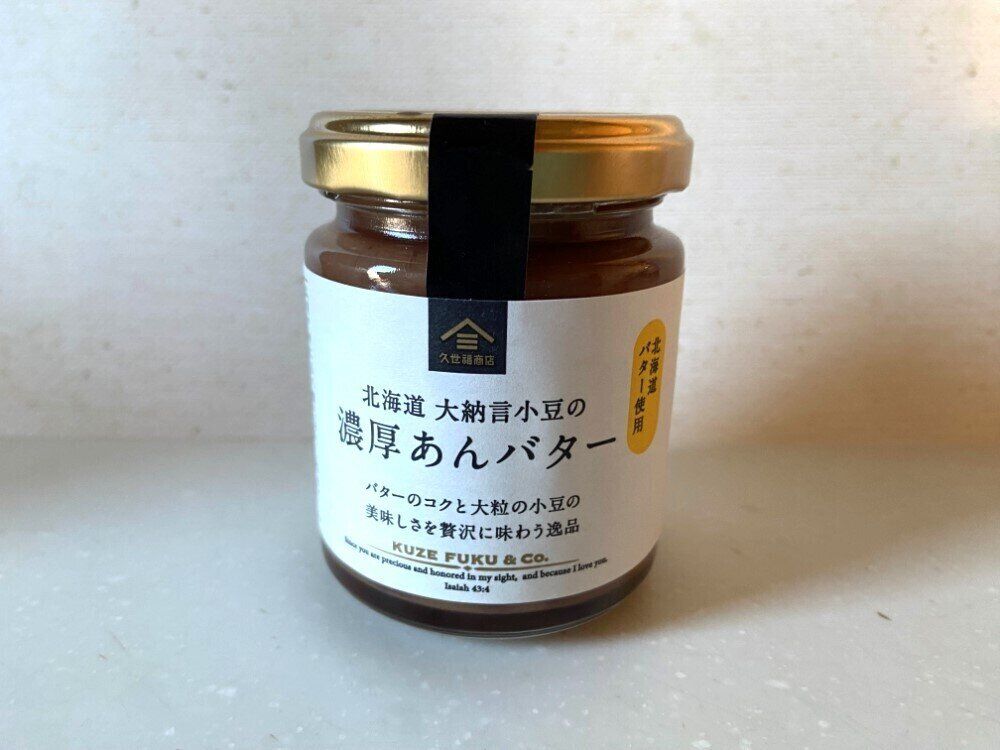 久世福商店
北海道
バター使用
北海道 大納言小豆の
濃厚あんバター
バターのコクと大粒の小豆の
美味しさを贅沢に味わう逸品
KUZE FUKU & Co.
Since you are precious and honored in my sight, and because I love you.
Isaiah 43:4